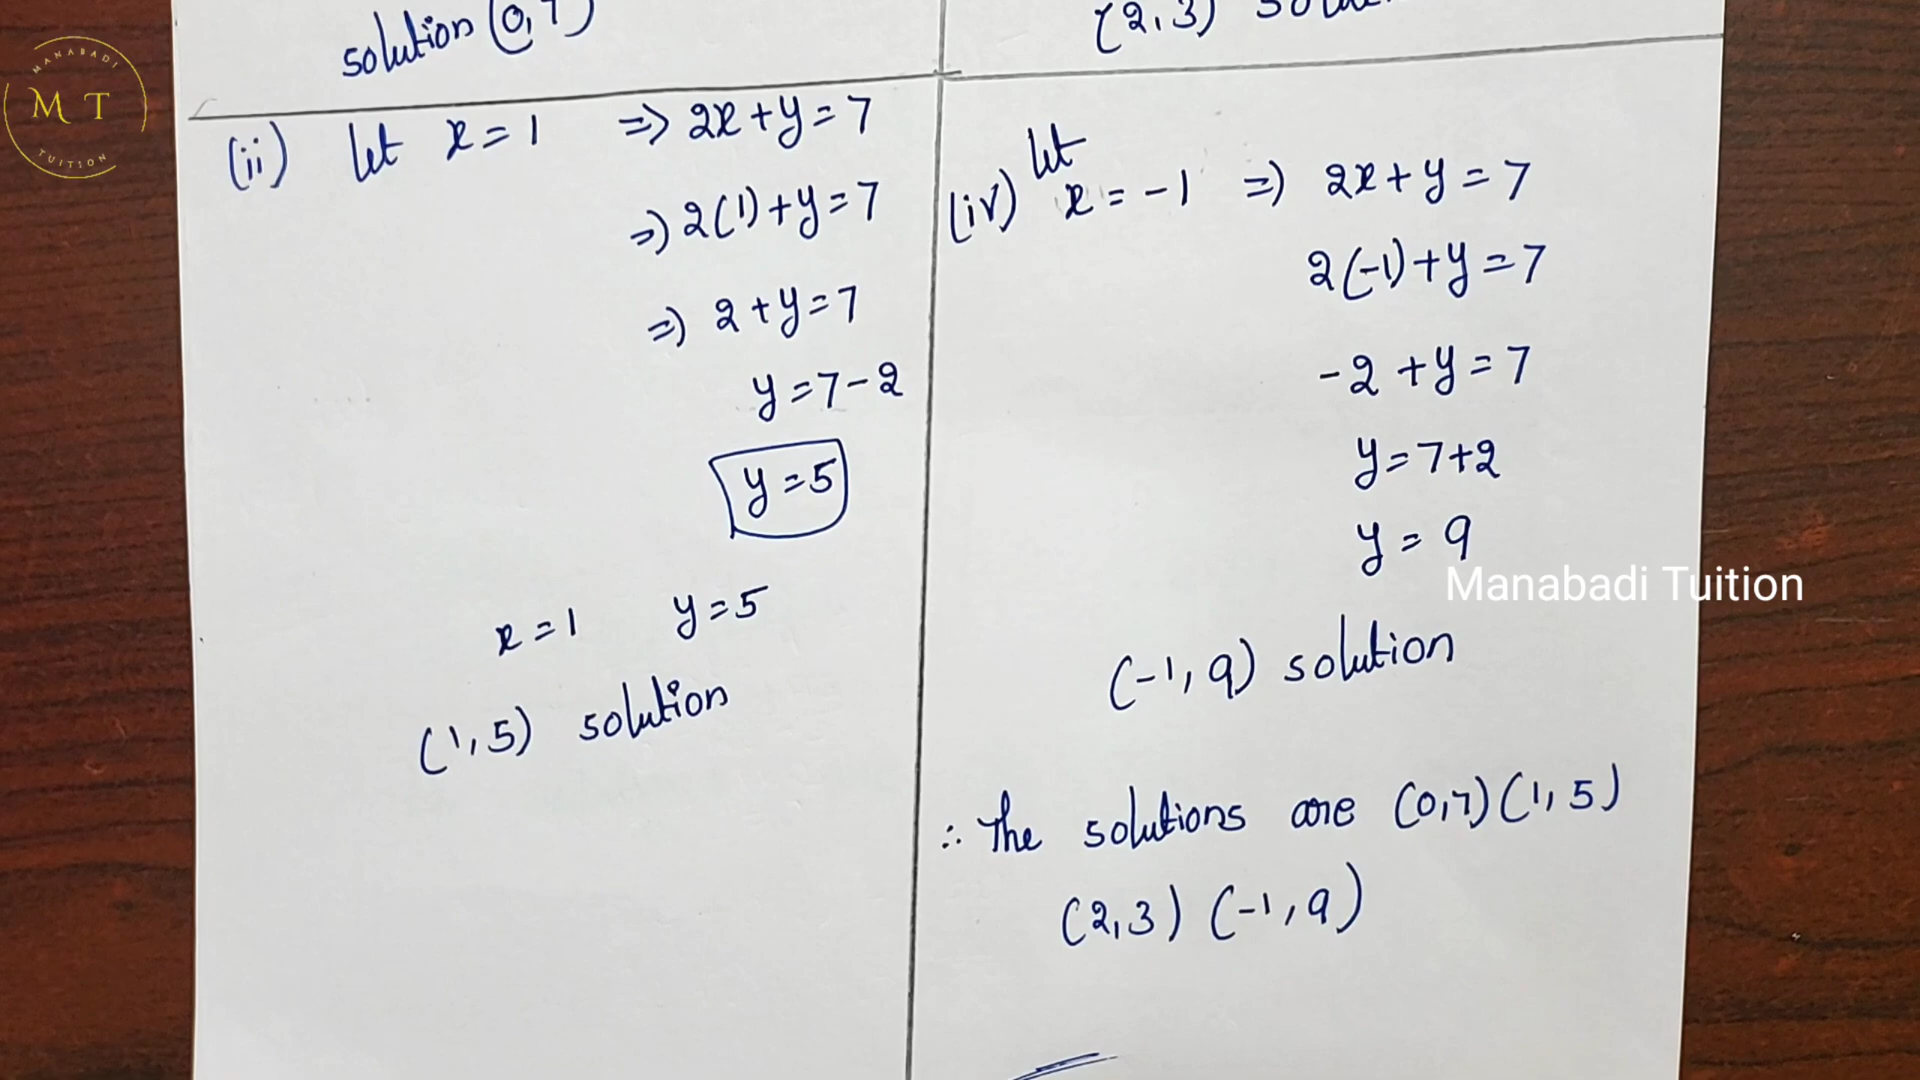 solution (0,7)
(2,3)
MANABADI
MT
TUITION
(ii) let x = 1 => 2x + y = 7
=> 2(1) + y = 7
=> 2 + y = 7
y = 7 - 2
y = 5
x = 1 y = 5
(1,5) solution
let
(iv) x = -1 => 2x + y = 7
2(-1) + y = 7
-2 + y = 7
y = 7+2
y = 9
Manabadi Tuition
(-1, 9) solution
∴ The solutions are (0,7) (1, 5)
(2,3) (-1, 9)